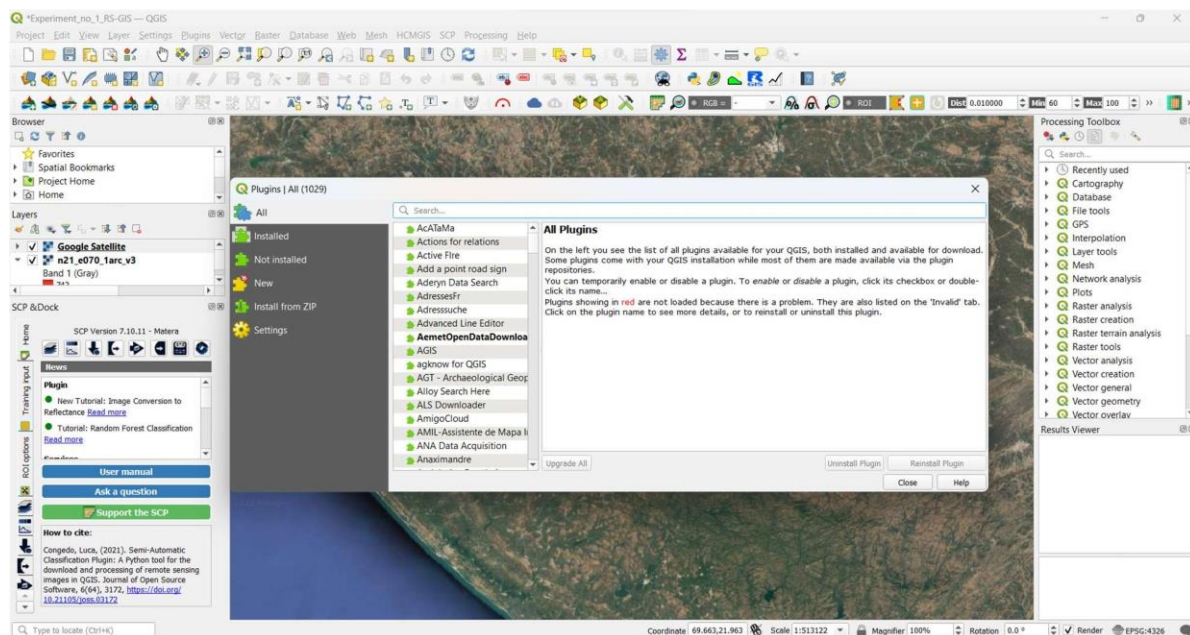 *Experiment_no_1_RS-GIS — QGIS
Project Edit View Layer Settings Plugins Vector Raster Database Web Mesh HCMGIS SCP Processing Help
RGB = -
ROI
Dist 0.010000
Min 60
Max 100
Browser
Favorites
Spatial Bookmarks
Project Home
Home
Layers
Google Satellite
n21_e070_1arc_v3
Band 1 (Gray)
SCP &Dock
Home
Training input
ROI options
SCP Version 7.10.11 - Matera
News
Plugin
New Tutorial: Image Conversion to
Reflectance Read more
Tutorial: Random Forest Classification
Read more
User manual
Ask a question
Support the SCP
How to cite:
Congedo, Luca, (2021). Semi-Automatic
Classification Plugin: A Python tool for the
download and processing of remote sensing
images in QGIS. Journal of Open Source
Software, 6(64), 3172, https://doi.org/
10.21105/joss.03172
Plugins | All (1029)
All
Installed
Not installed
New
Install from ZIP
Settings
Search...
AcATaMa
Actions for relations
Active FIre
Add a point road sign
Aderyn Data Search
AdressesFr
Adresssuche
Advanced Line Editor
AemetOpenDataDownloa
AGIS
agknow for QGIS
AGT - Archaeological Geop
Alloy Search Here
ALS Downloader
AmigoCloud
AMIL-Assistente de Mapa I
ANA Data Acquisition
Anaximandre
All Plugins
On the left you see the list of all plugins available for your QGIS, both installed and available for download.
Some plugins come with your QGIS installation while most of them are made available via the plugin
repositories.
You can temporarily enable or disable a plugin. To enable or disable a plugin, click its checkbox or double-
click its name...
Plugins showing in red are not loaded because there is a problem. They are also listed on the 'Invalid' tab.
Click on the plugin name to see more details, or to reinstall or uninstall this plugin.
Upgrade All
Uninstall Plugin
Reinstall Plugin
Close
Help
Processing Toolbox
Search...
Recently used
Cartography
Database
File tools
GPS
Interpolation
Layer tools
Mesh
Network analysis
Plots
Raster analysis
Raster creation
Raster terrain analysis
Raster tools
Vector analysis
Vector creation
Vector general
Vector geometry
Vector overlay
Results Viewer
Type to locate (Ctrl+K)
Coordinate 69.663,21.963
Scale 1:513122
Magnifier 100%
Rotation 0.0 °
Render
EPSG:4326